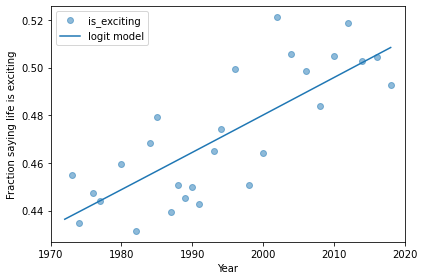 is_exciting
logit model
Fraction saying life is exciting
0.52
0.50
0.48
0.46
0.44
1970
1980
1990
2000
2010
2020
Year